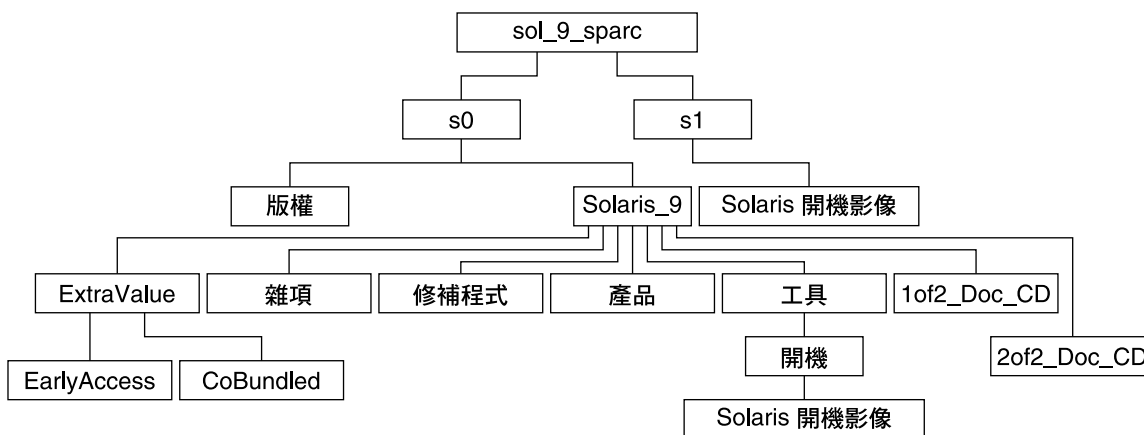 sol_9_sparc
s0
s1
版權
Solaris_9
Solaris 開機影像
ExtraValue
雜項
修補程式
產品
工具
1of2_Doc_CD
2of2_Doc_CD
EarlyAccess
CoBundled
開機
Solaris 開機影像